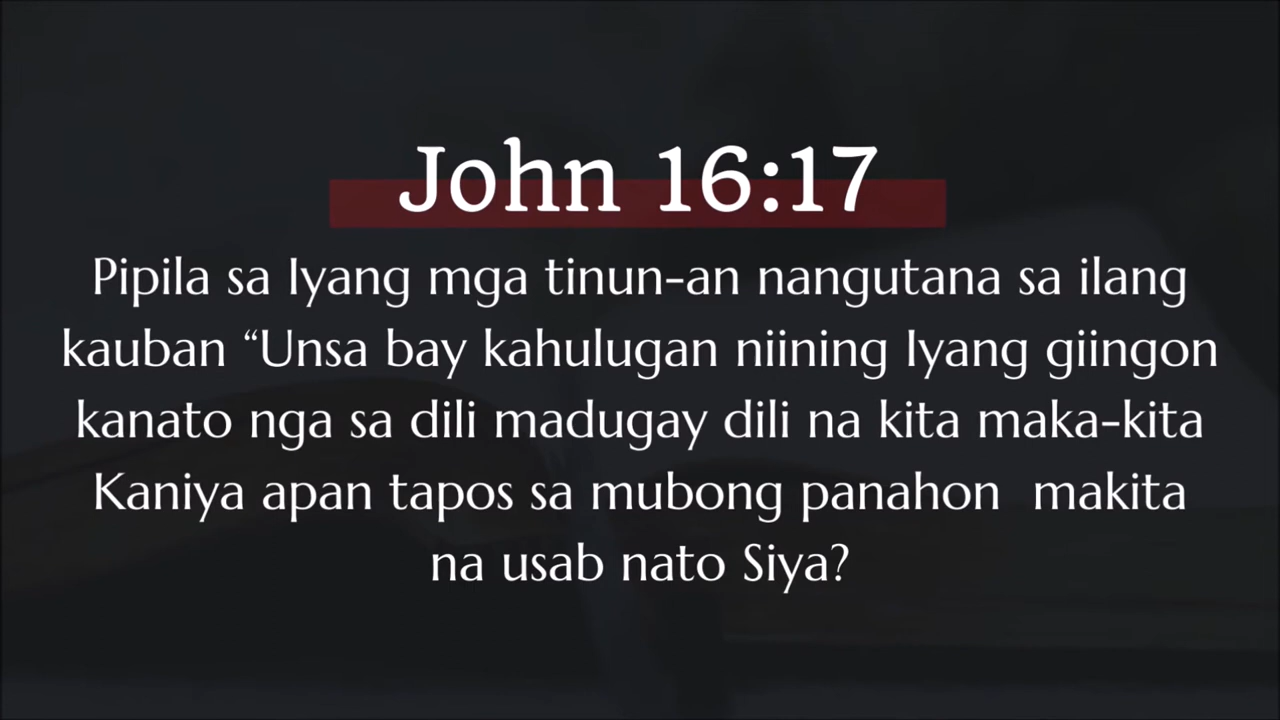 John 16:17
Pipila sa Iyang mga tinun-an nangutana sa ilang
kauban “Unsa bay kahulugan niining Iyang giingon
kanato nga sa dili madugay dili na kita maka-kita
Kaniya apan tapos sa mubong panahon  makita
na usab nato Siya?